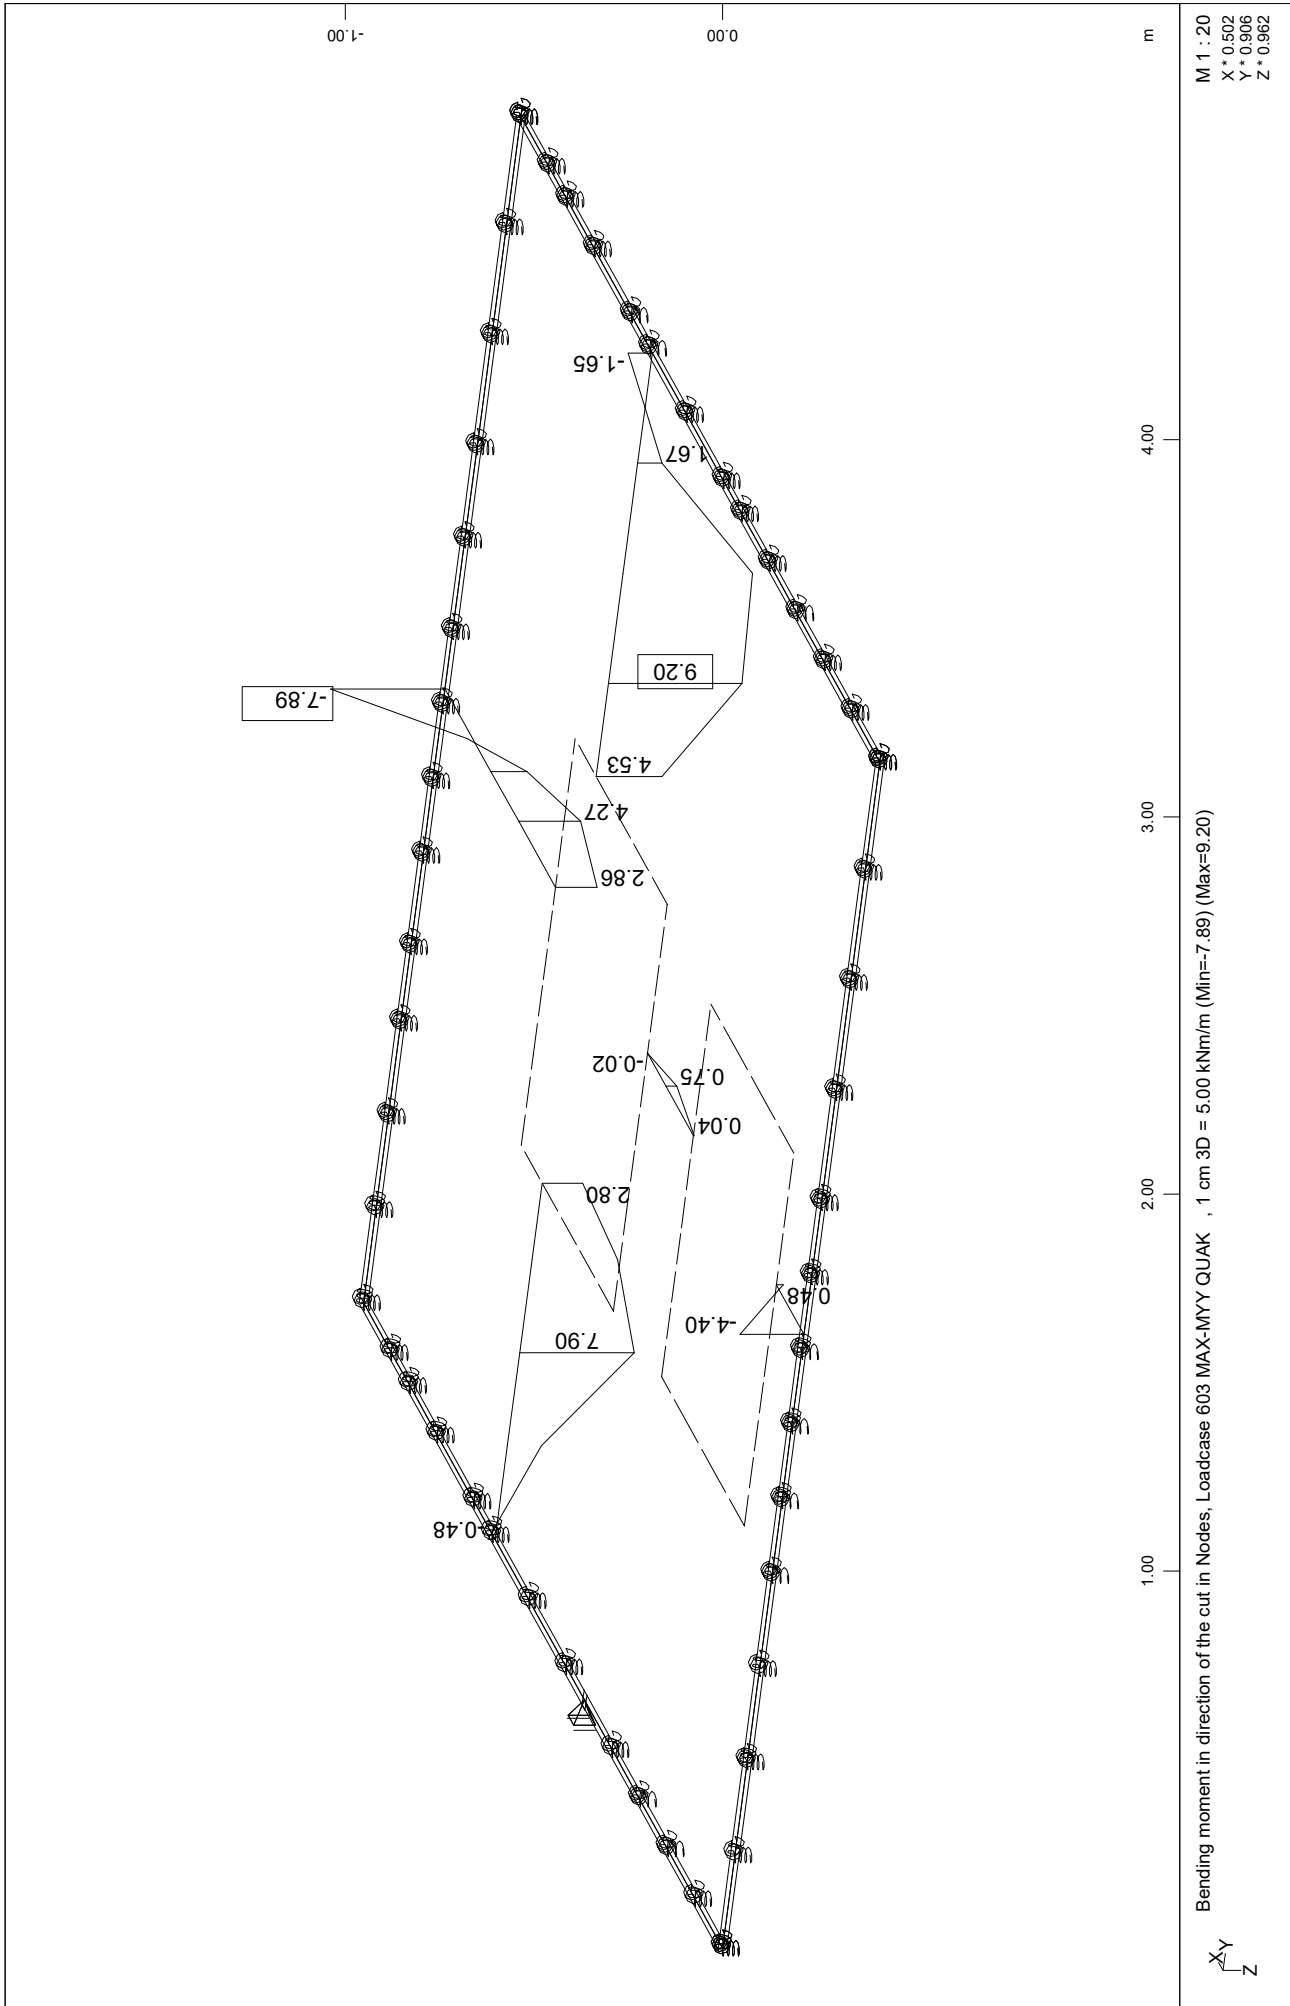 -7.89
-1.65
1.67
9.20
4.53
4.27
2.86
-0.02
0.75
0.04
2.80
7.90
-0.48
-4.40
0.48
-1.00
0.00
m
4.00
3.00
2.00
1.00
M 1 : 20
X * 0.502
Y * 0.906
Z * 0.962
Bending moment in direction of the cut in Nodes, Loadcase 603 MAX-MYY QUAK , 1 cm 3D = 5.00 kNm/m (Min=-7.89) (Max=9.20)
X
Y
Z